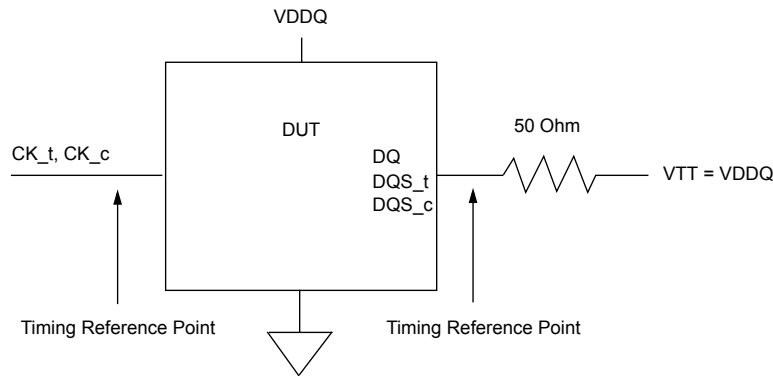 VDDQ
DUT
50 Ohm
CK_t, CK_c
DQ
DQS_t
DQS_c
VTT = VDDQ
Timing Reference Point
Timing Reference Point